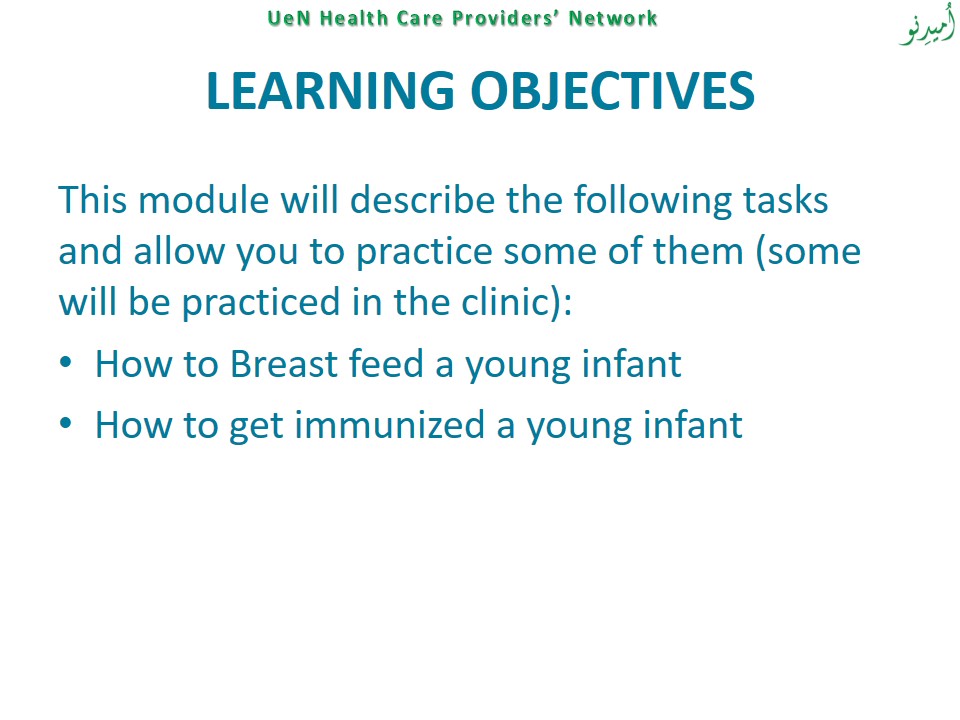 UeN Health Care Providers’ Network
اُميدِنو
LEARNING OBJECTIVES
This module will describe the following tasks
and allow you to practice some of them (some
will be practiced in the clinic):
• How to Breast feed a young infant
• How to get immunized a young infant